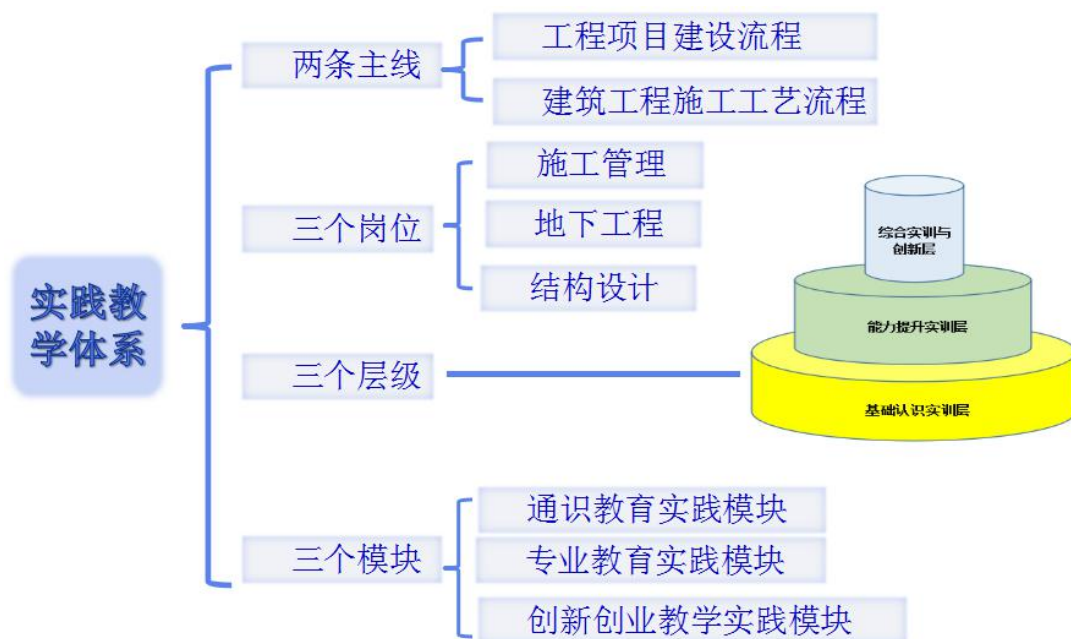 实践教
学体系
两条主线
工程项目建设流程
建筑工程施工工艺流程
三个岗位
施工管理
地下工程
结构设计
三个层级
综合实训与
创新层
能力提升实训层
基础认识实训层
三个模块
通识教育实践模块
专业教育实践模块
创新创业教学实践模块